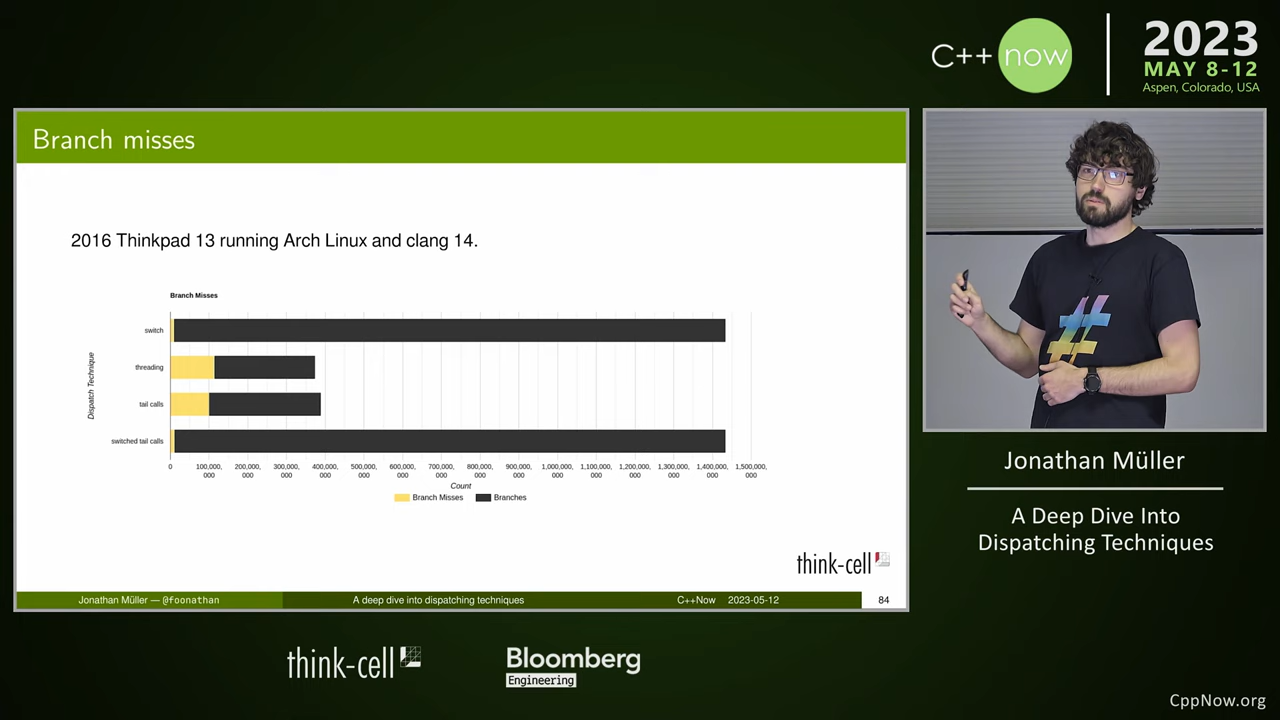 C++ now
2023
MAY 8-12
Aspen, Colorado, USA
Branch misses
2016 Thinkpad 13 running Arch Linux and clang 14.
Branch Misses
Dispatch Technique
switch
threading
tail calls
switched tail calls
0
100,000,
000
200,000,
000
300,000,
000
400,000,
000
500,000,
000
600,000,
000
700,000,
000
800,000,
000
900,000,
000
1,000,000,
000
1,100,000,
000
1,200,000,
000
1,300,000,
000
1,400,000,
000
1,500,000,
000
Count
Branch Misses
Branches
think-cell
Jonathan Müller — @foonathan
A deep dive into dispatching techniques
C++Now 2023-05-12
84
Jonathan Müller
A Deep Dive Into
Dispatching Techniques
think-cell
Bloomberg
Engineering
CppNow.org